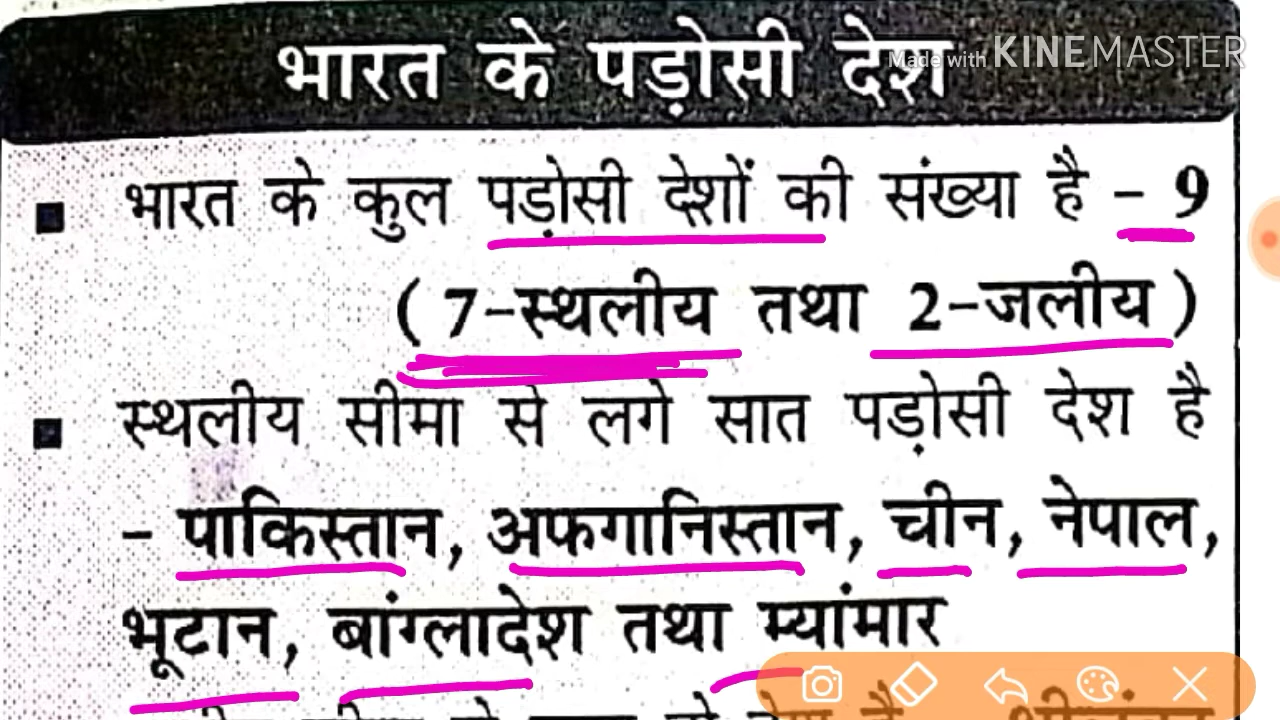 भारत के पड़ोसी देश
Made with KINEMASTER
■ भारत के कुल पड़ोसी देशों की संख्या है – 9
( 7-स्थलीय तथा 2-जलीय )
■ स्थलीय सीमा से लगे सात पड़ोसी देश है
– पाकिस्तान, अफगानिस्तान, चीन, नेपाल,
भूटान, बांग्लादेश तथा म्यांमार